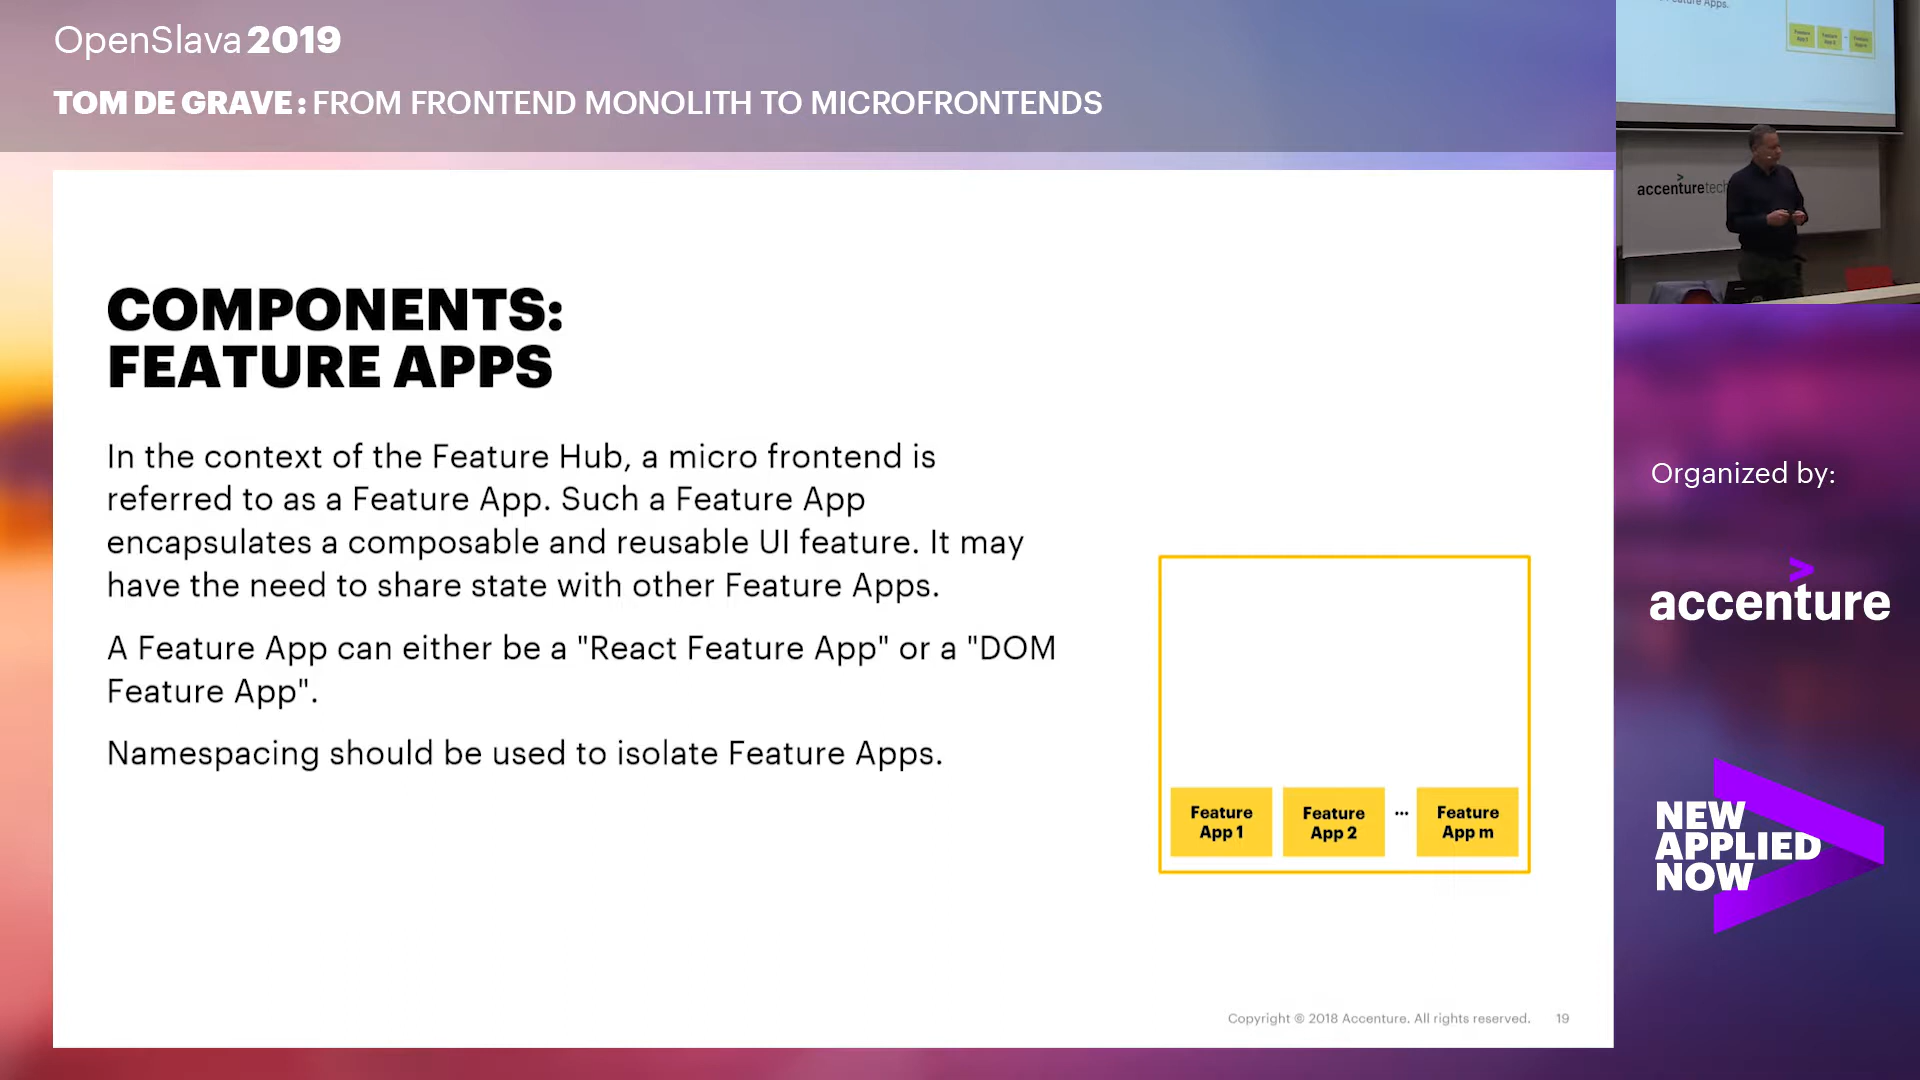 OpenSlava 2019
TOM DE GRAVE: FROM FRONTEND MONOLITH TO MICROFRONTENDS
Feature Apps.
accenturetech
COMPONENTS:
FEATURE APPS
In the context of the Feature Hub, a micro frontend is
referred to as a Feature App. Such a Feature App
encapsulates a composable and reusable UI feature. It may
have the need to share state with other Feature Apps.
A Feature App can either be a "React Feature App" or a "DOM
Feature App".
Namespacing should be used to isolate Feature Apps.
Feature
App 1
Feature
App 2
...
Feature
App m
Copyright © 2018 Accenture. All rights reserved. 19
Organized by:
accenture
NEW
APPLIED
NOW